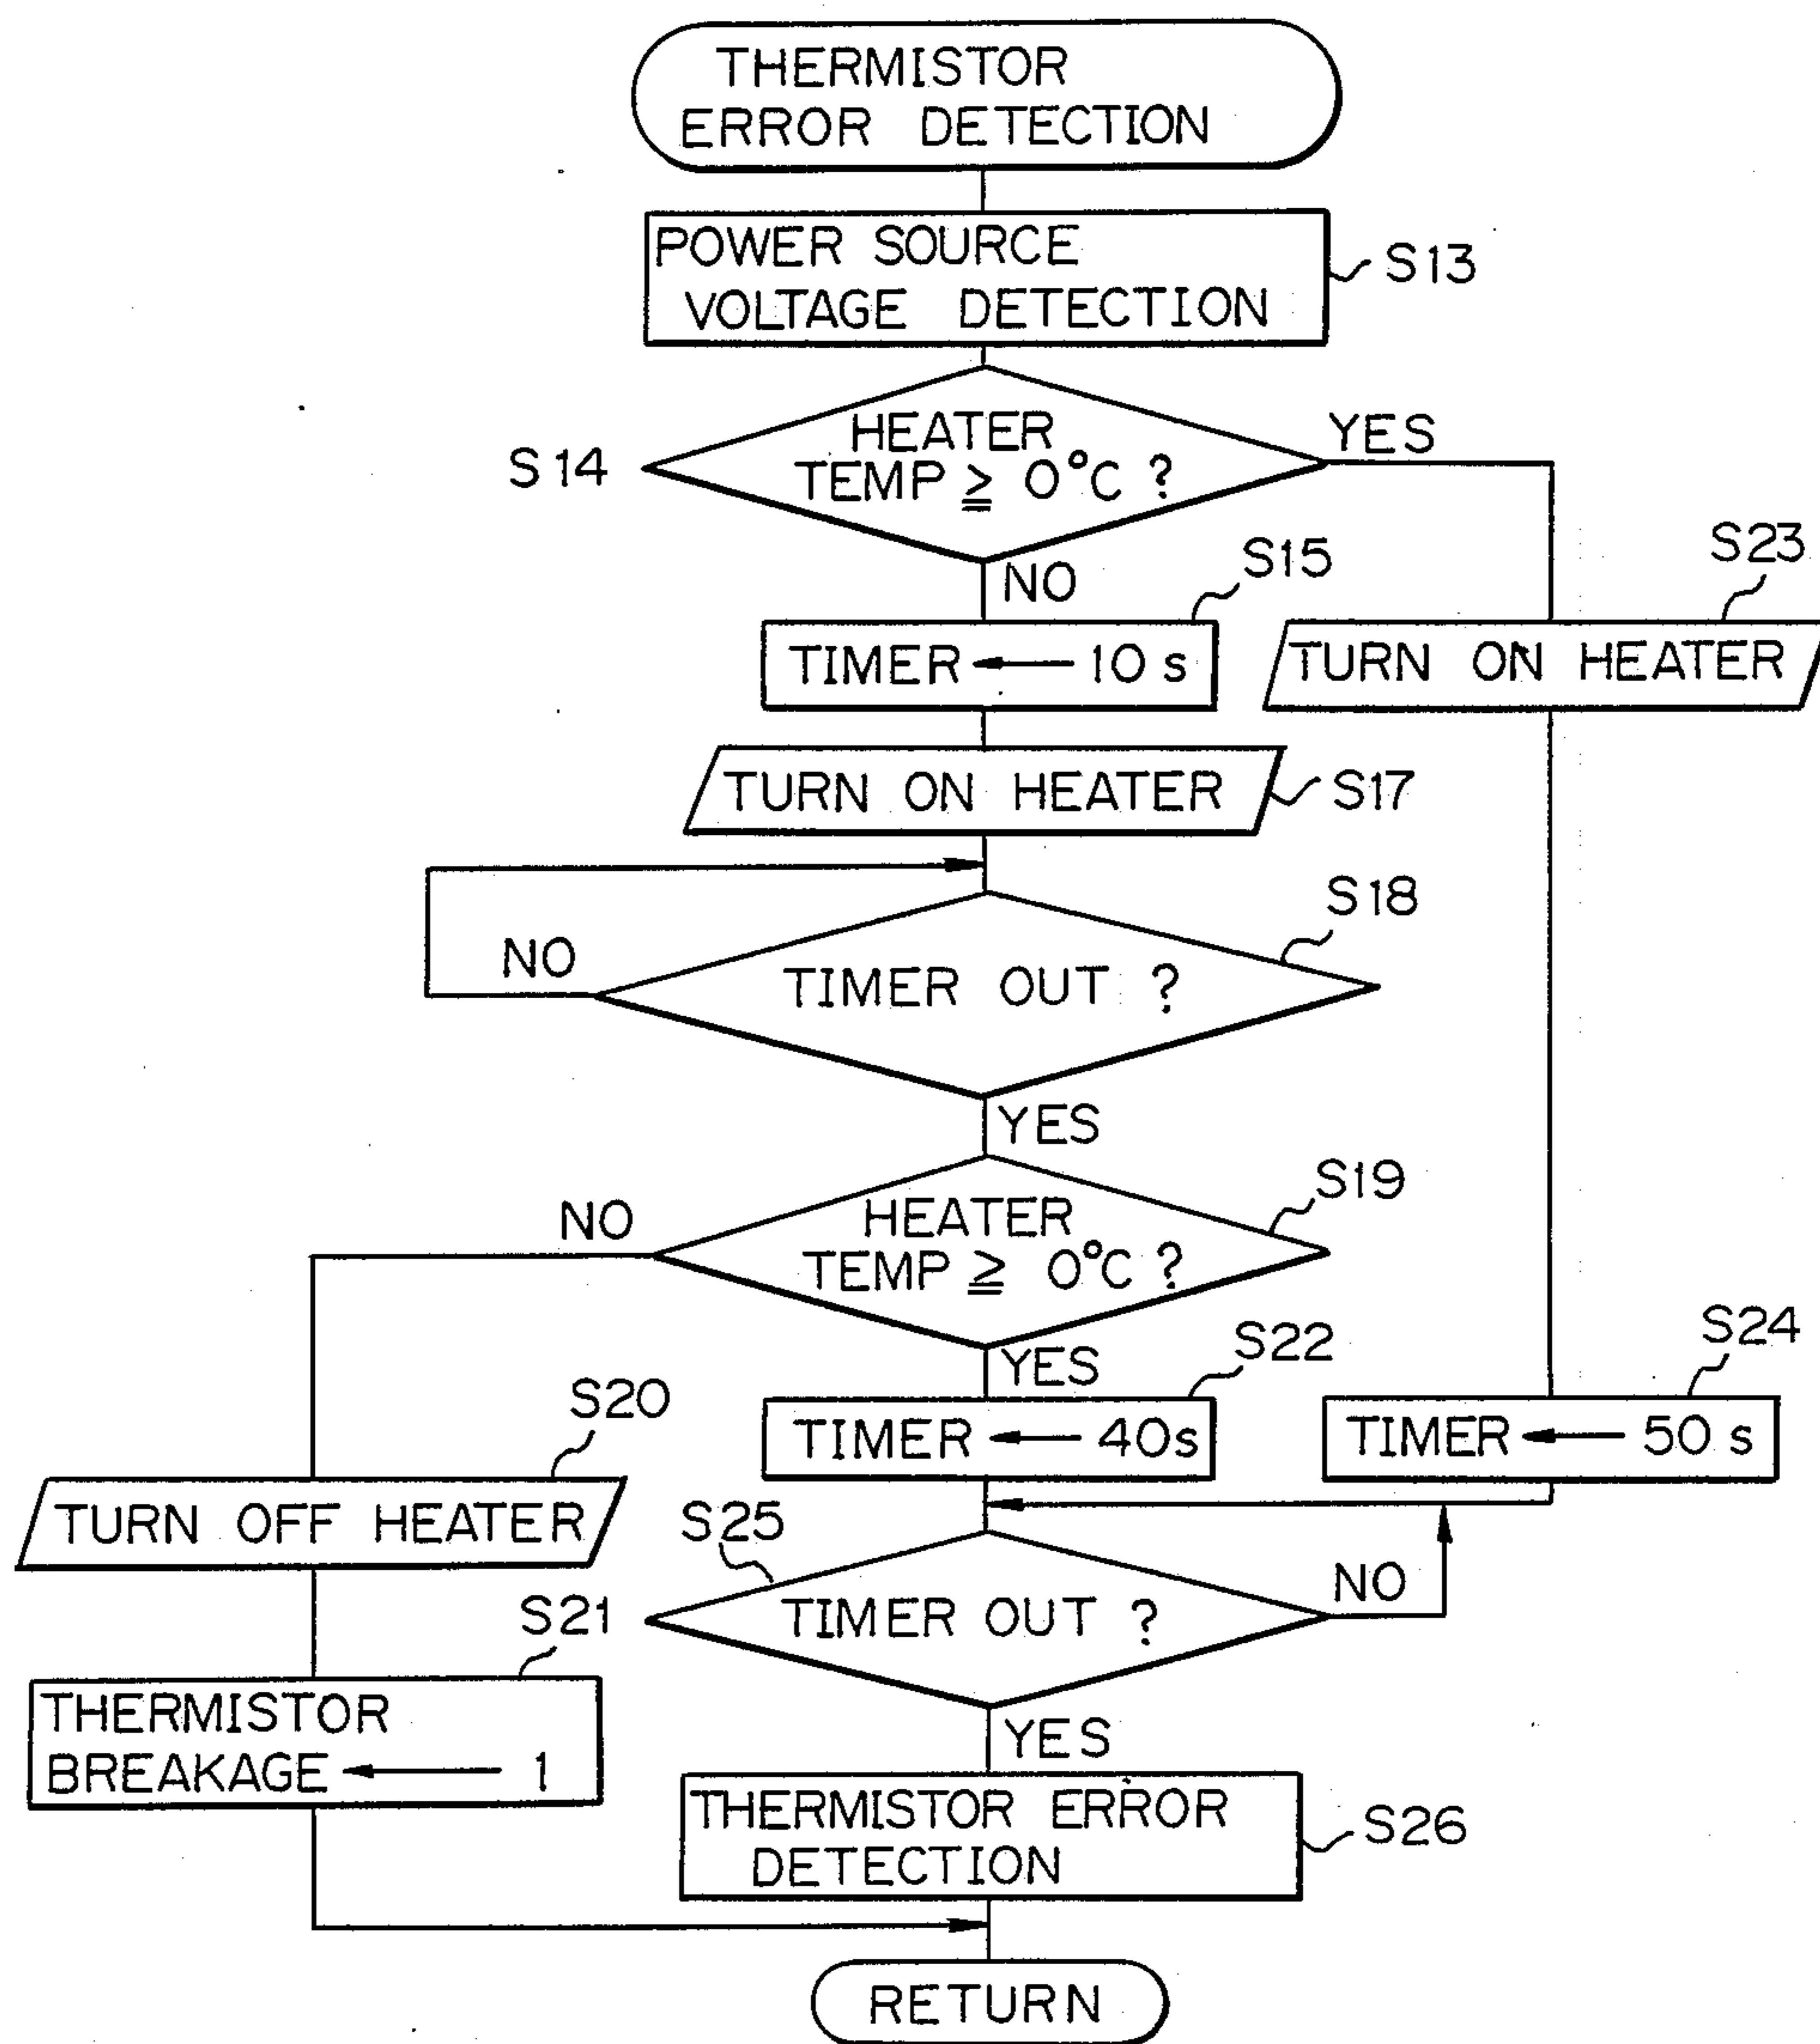 THERMISTOR
ERROR DETECTION
POWER SOURCE
VOLTAGE DETECTION
S13
HEATER
TEMP ≧ 0°C ?
S14
YES
NO
S15
TIMER ← 10 s
S23
TURN ON HEATER
TURN ON HEATER
S17
S18
NO
TIMER OUT ?
YES
S19
NO
HEATER
TEMP ≧ 0°C ?
YES
S22
TIMER ← 40s
S24
TIMER ← 50 s
S20
TURN OFF HEATER
S25
TIMER OUT ?
NO
S21
THERMISTOR
BREAKAGE ← 1
YES
THERMISTOR ERROR
DETECTION
S26
RETURN